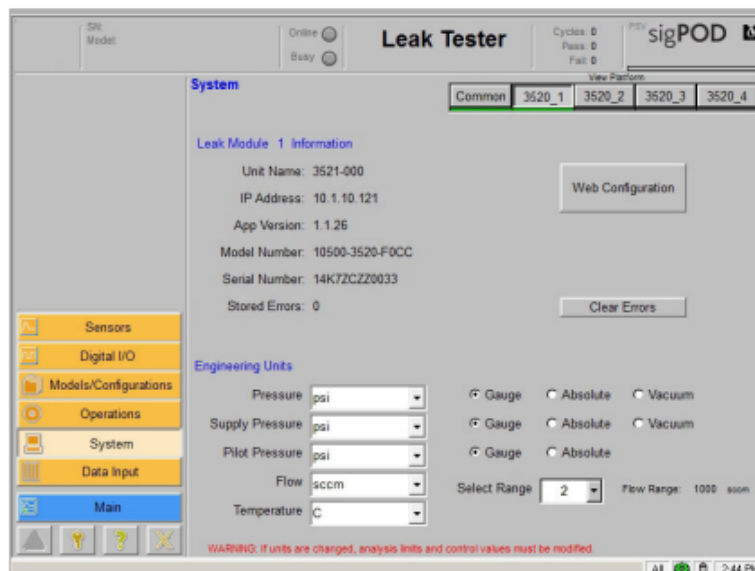 SN:
Model:
Online
Busy
Leak Tester
Cycles: 0
Pass: 0
Fail: 0
PSV sigPOD
View Platform
System
Common 3520_1 3520_2 3520_3 3520_4
Leak Module 1 Information
Unit Name: 3521-000
IP Address: 10.1.10.121
Web Configuration
App Version: 1.1.26
Model Number: 10500-3520-F0CC
Serial Number: 14K7ZCZZ0033
Stored Errors: 0
Clear Errors
Sensors
Digital I/O
Models/Configurations
Operations
System
Data Input
Main
Engineering Units
Pressure psi Gauge Absolute Vacuum
Supply Pressure psi Gauge Absolute Vacuum
Pilot Pressure psi Gauge Absolute
Flow sccm Select Range 2 Flow Range: 1000 sccm
Temperature C
WARNING: If units are changed, analysis limits and control values must be modified.
All 2:44 PM